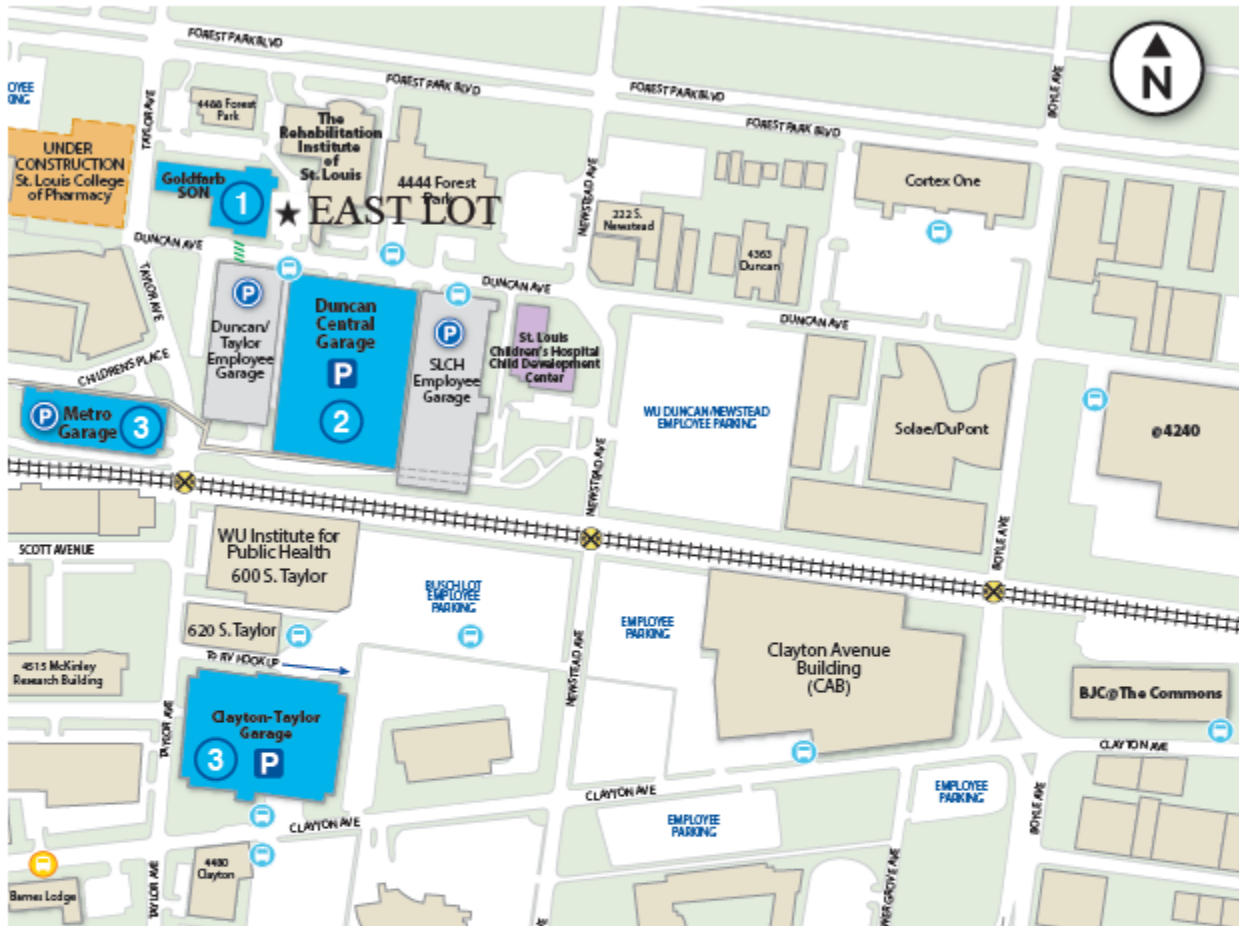 FOREST PARK BLVD
FOREST PARK BLVD
FOREST PARK BLVD
FOREST PARK BLVD
BOYLE AVE
N
OYEE
KING
TAYLOR AVE
4488 Forest
Park
The
Rehabilitation
Institute
of
St. Louis
UNDER
CONSTRUCTION
St. Louis College
of Pharmacy
Goldfarb
SON
1
★ EAST LOT
4444 Forest
Park
NEWSTEAD AVE
222 S.
Newstead
4363
Duncan
Cortex One
DUNCAN AVE
TAYLOR AVE
DUNCAN AVE
DUNCAN AVE
P
Duncan/
Taylor
Employee
Garage
Duncan
Central
Garage
P
2
P
SLCH
Employee
Garage
St. Louis
Children's Hospital
Child Development
Center
CHILDRENS PLACE
P
Metro
Garage
3
WU DUNCAN/NEWSTEAD
EMPLOYEE PARKING
Solae/DuPont
@4240
NEWSTEAD AVE
BOYLE AVE
SCOTT AVENUE
WU Institute for
Public Health
600 S. Taylor
BUSCH LOT
EMPLOYEE
PARKING
EMPLOYEE
PARKING
620 S. Taylor
To RV HOOK UP
4515 McKinley
Research Building
NEWSTEAD AVE
Clayton Avenue
Building
(CAB)
BJC@The Commons
TAYLOR AVE
Clayton-Taylor
Garage
3
P
CLAYTON AVE
CLAYTON AVE
CLAYTON AVE
EMPLOYEE
PARKING
EMPLOYEE
PARKING
BOYLE AVE
4480
Clayton
Barnes Lodge
TAYLOR AVE
VE
WER GROVE AVE